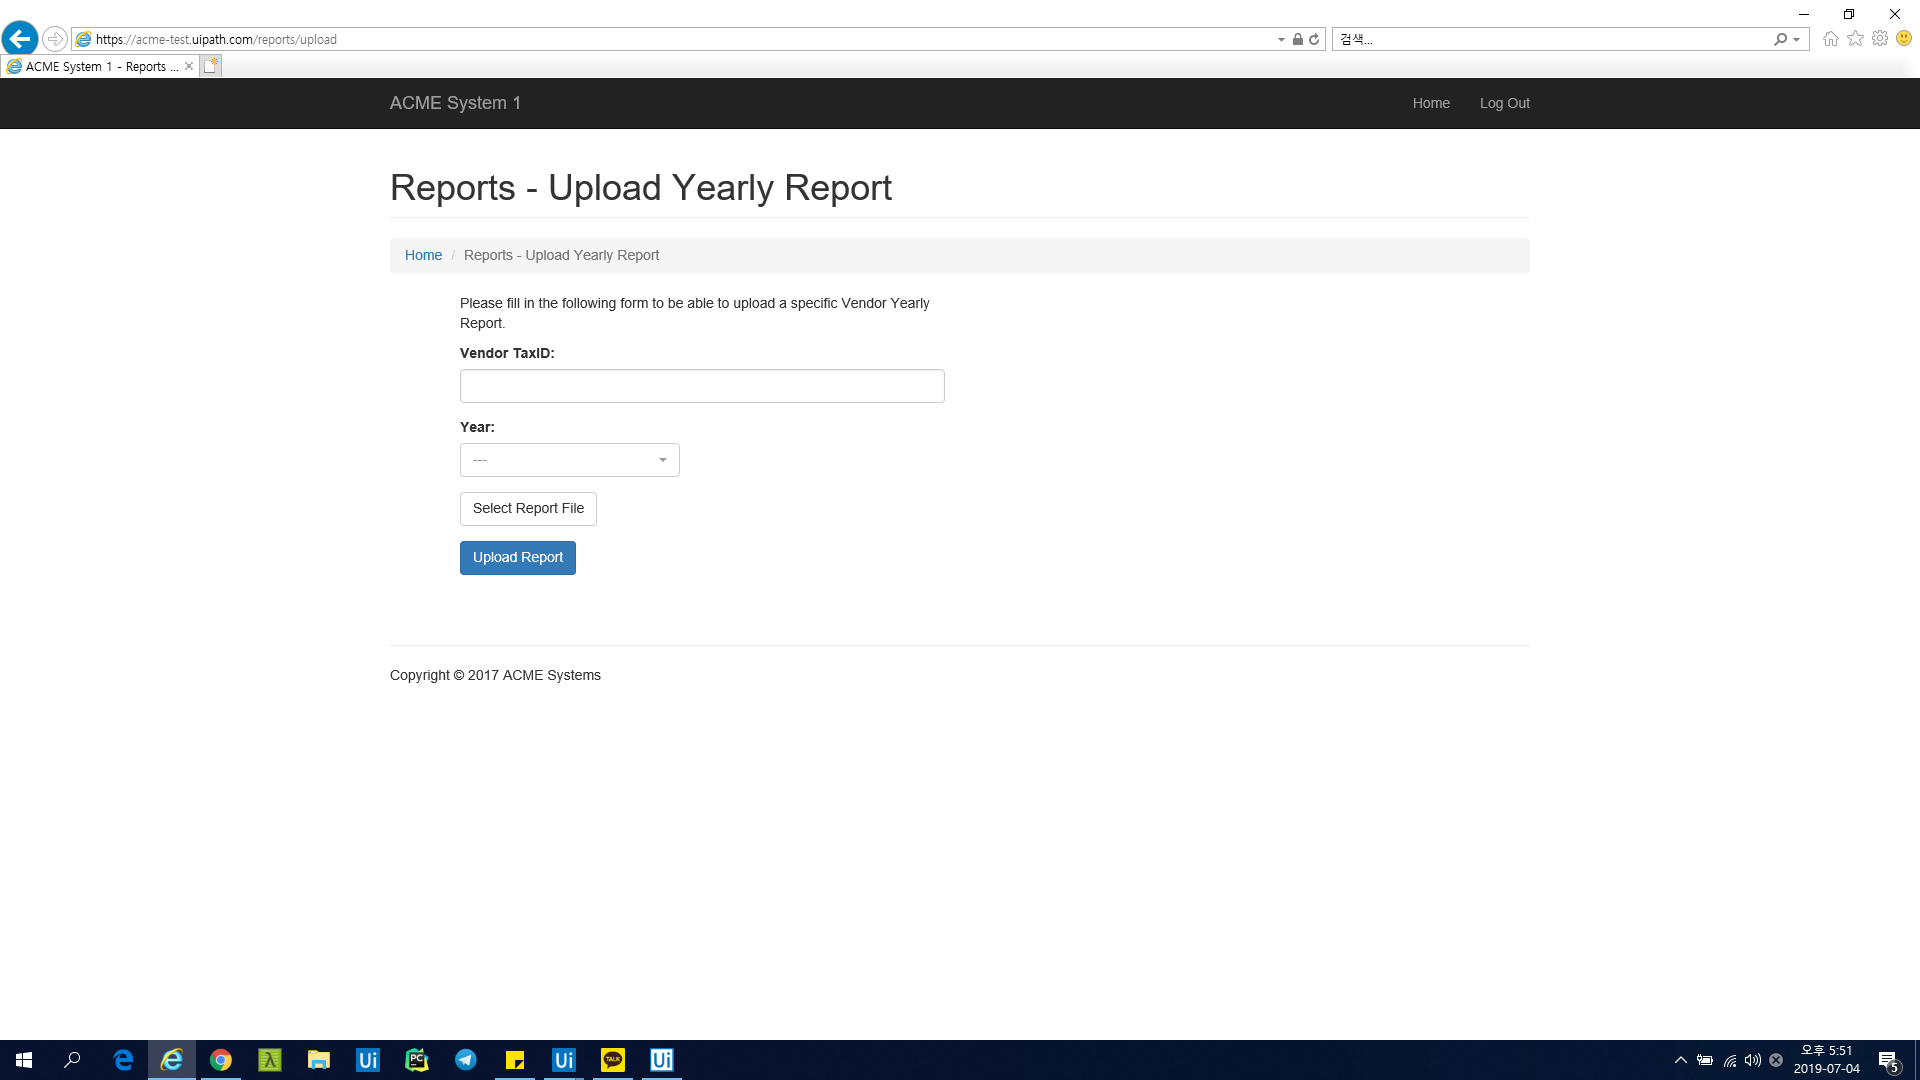 https://acme-test.uipath.com/reports/upload
검색...
ACME System 1 - Reports ...
ACME System 1
Home
Log Out
Reports - Upload Yearly Report
Home / Reports - Upload Yearly Report
Please fill in the following form to be able to upload a specific Vendor Yearly
Report.
Vendor TaxID:
Year:
---
Select Report File
Upload Report
Copyright © 2017 ACME Systems
Ui
PC
Ui
TALK
Ui
오후 5:51
2019-07-04
5